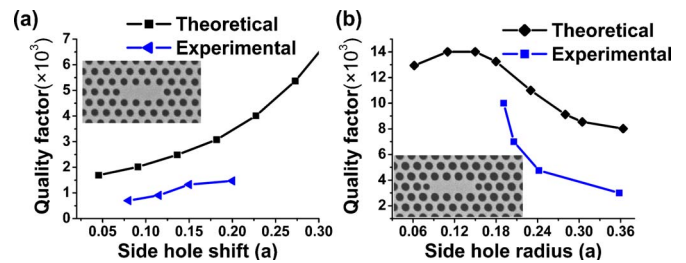 (a)
Theoretical
Experimental
Quality factor(×10³)
7
6
5
4
3
2
1
0
0.05 0.10 0.15 0.20 0.25 0.30
Side hole shift (a)
(b)
Theoretical
Experimental
Quality factor(×10³)
14
12
10
8
6
4
2
0.06 0.12 0.18 0.24 0.30 0.36
Side hole radius (a)